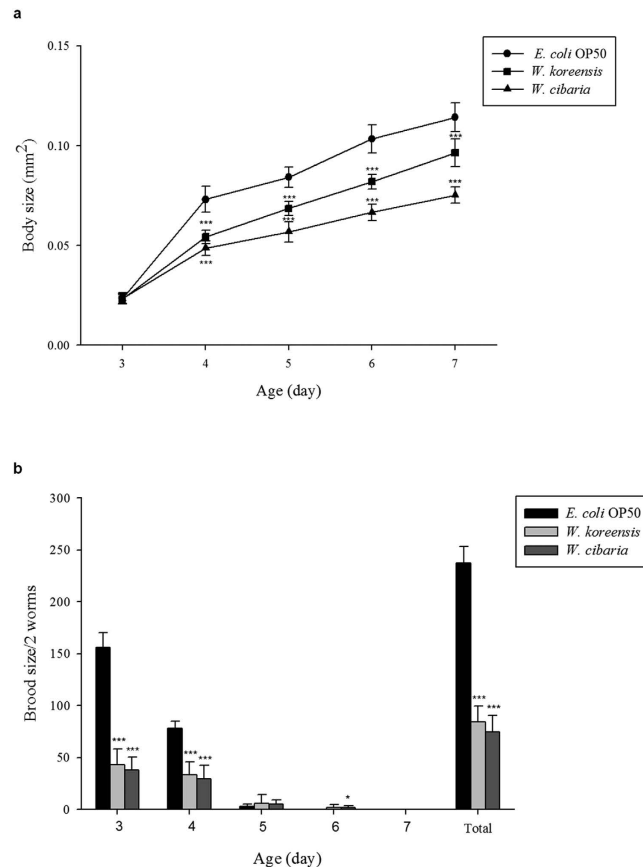 a
0.15
0.10
0.05
0.00
Body size (mm²)
E. coli OP50
W. koreensis
W. cibaria
***
***
***
***
***
***
***
***
3 4 5 6 7
Age (day)
b
300
250
200
150
100
50
0
Brood size/2 worms
E. coli OP50
W. koreensis
W. cibaria
*** ***
*** ***
*
*** ***
3 4 5 6 7 Total
Age (day)